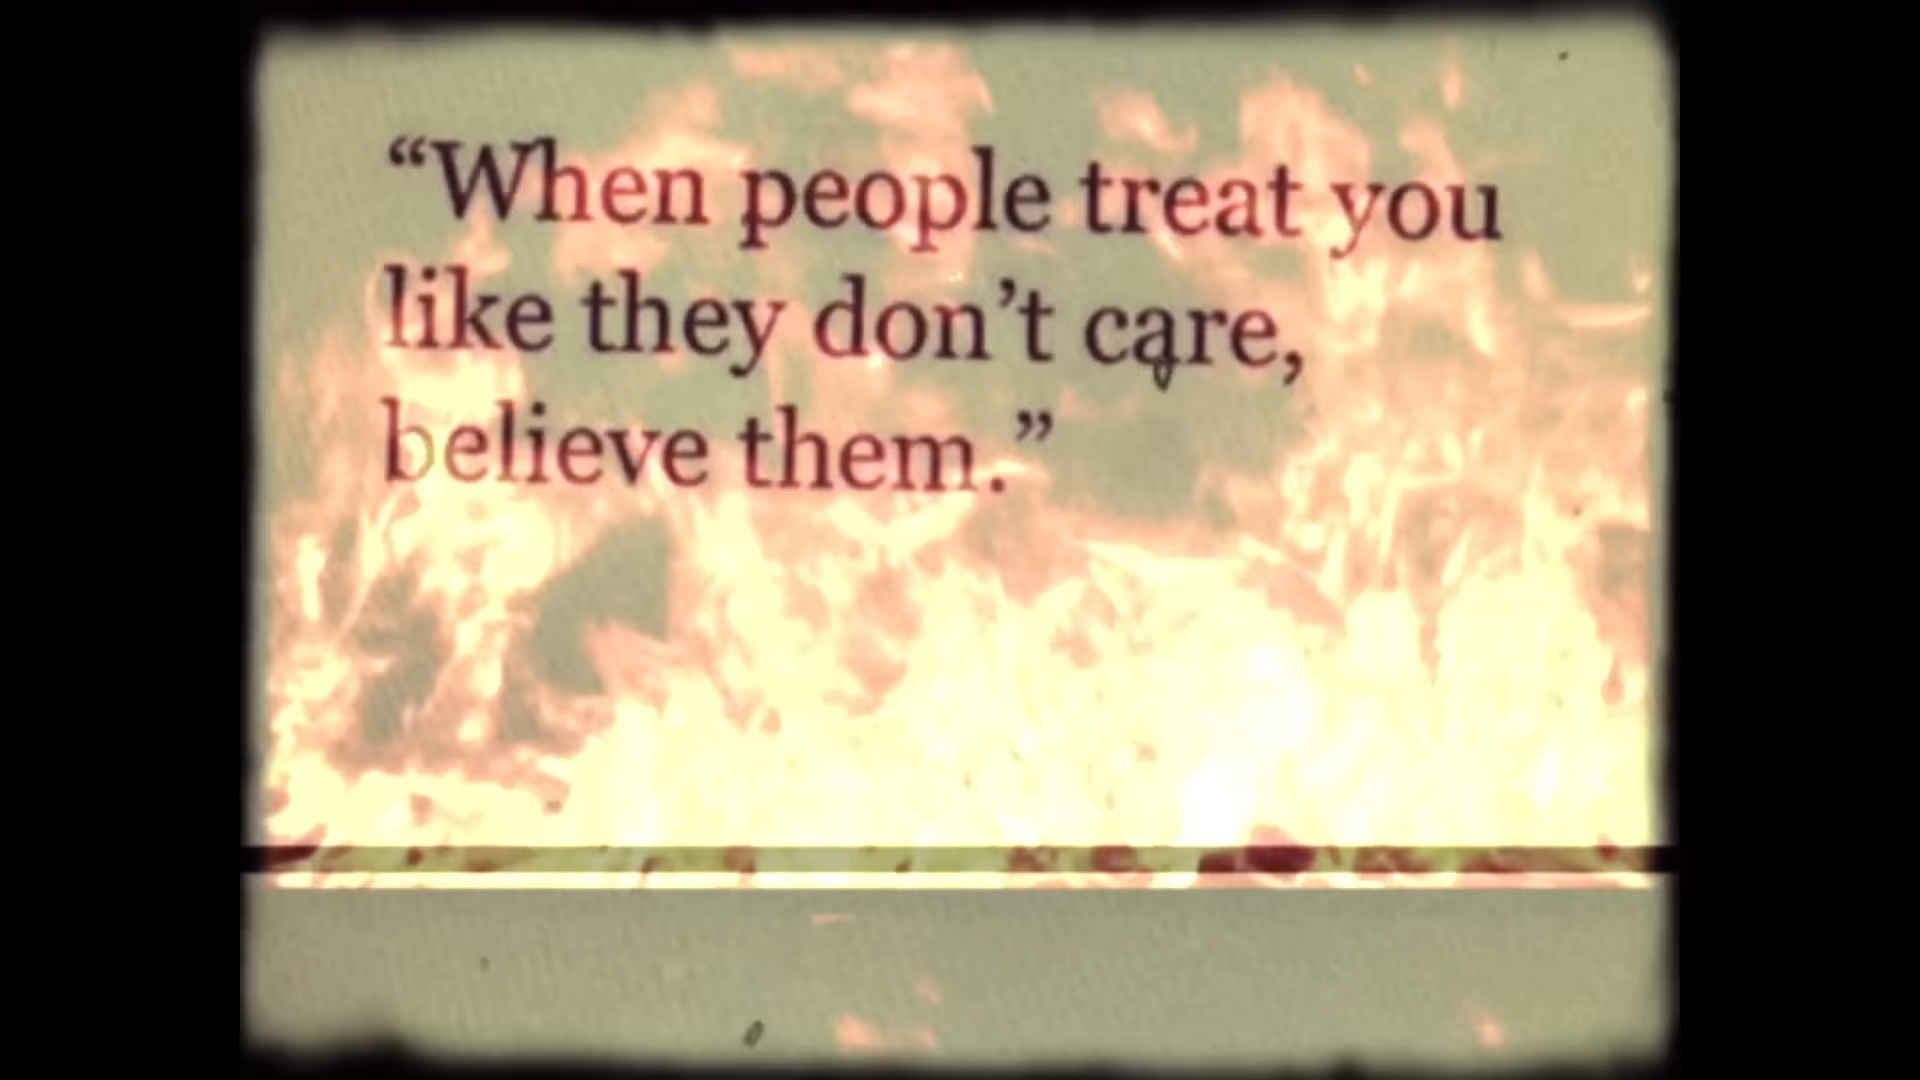 “When people treat you
like they don’t care,
believe them.”